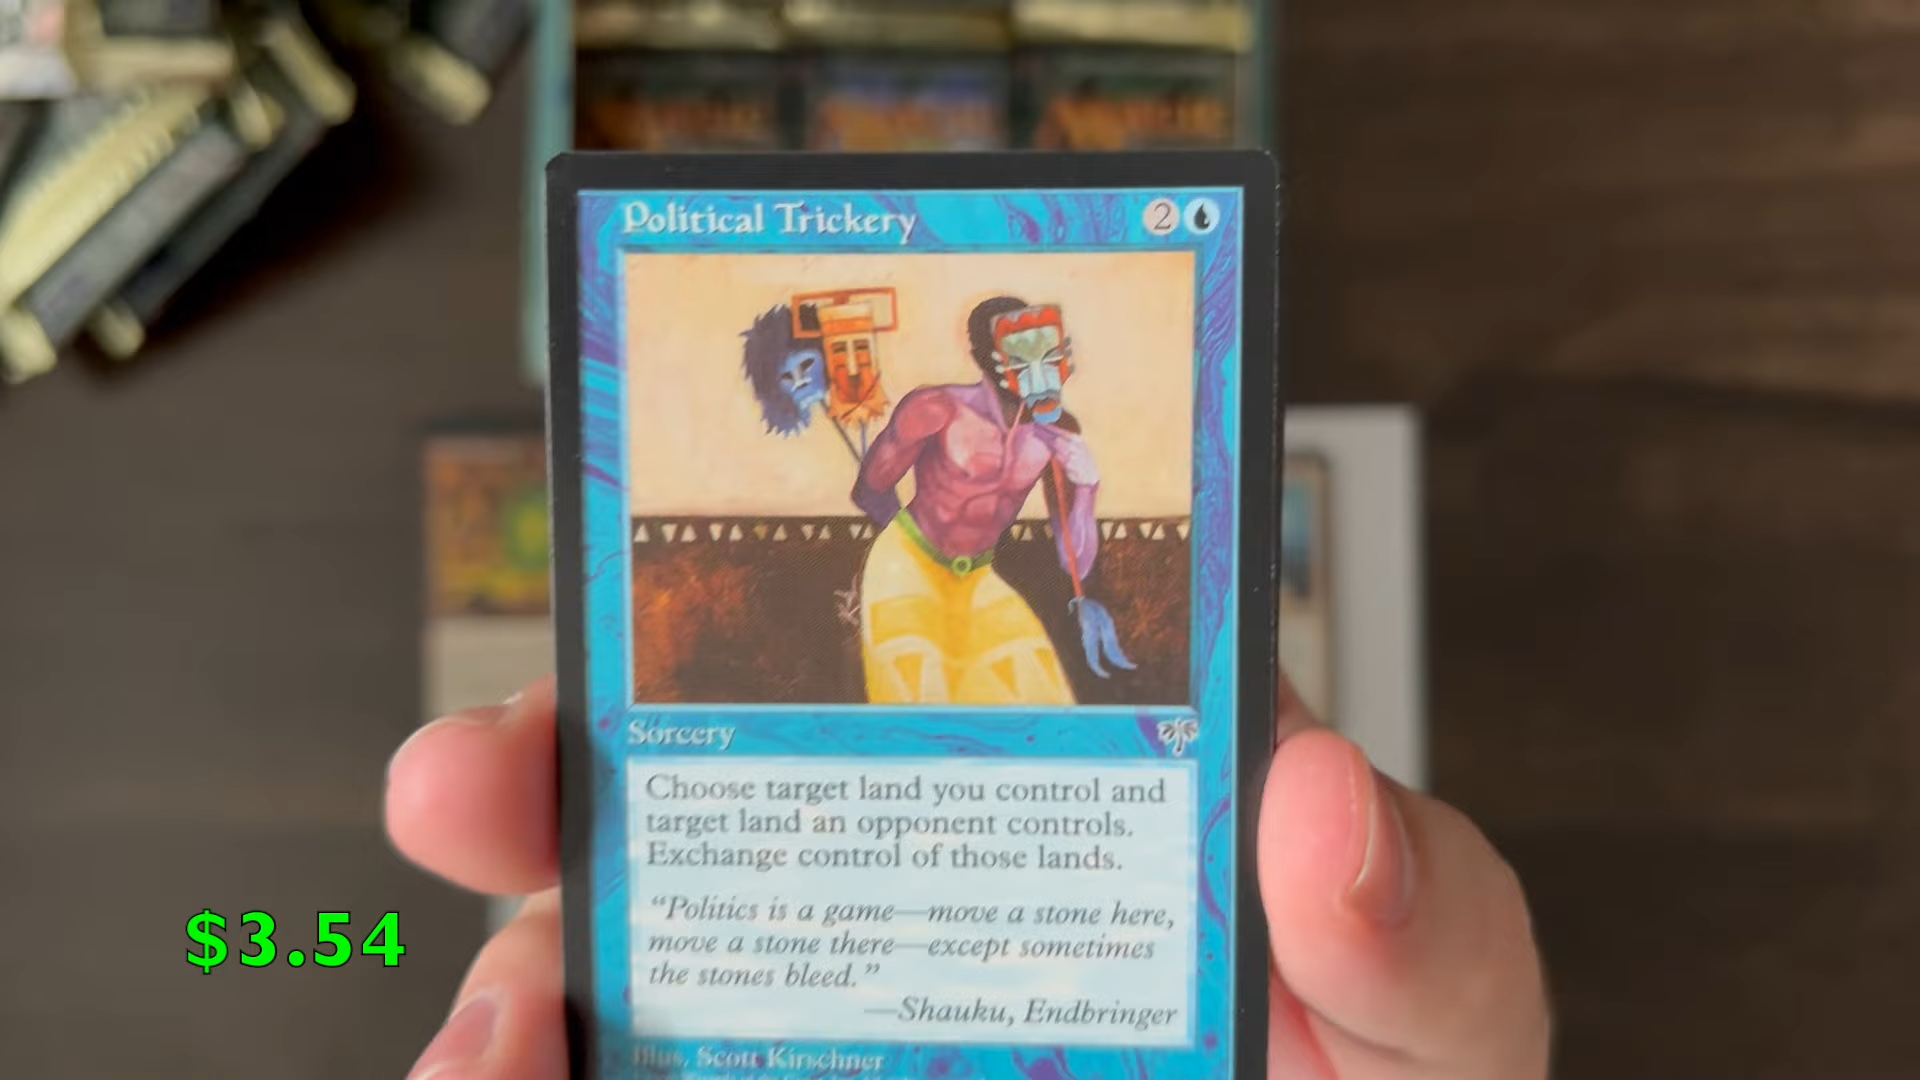 Political Trickery 2
Sorcery
Choose target land you control and
target land an opponent controls.
Exchange control of those lands.
"Politics is a game—move a stone here,
move a stone there—except sometimes
the stones bleed."
—Shauku, Endbringer
Illus. Scott Kirschner
$3.54